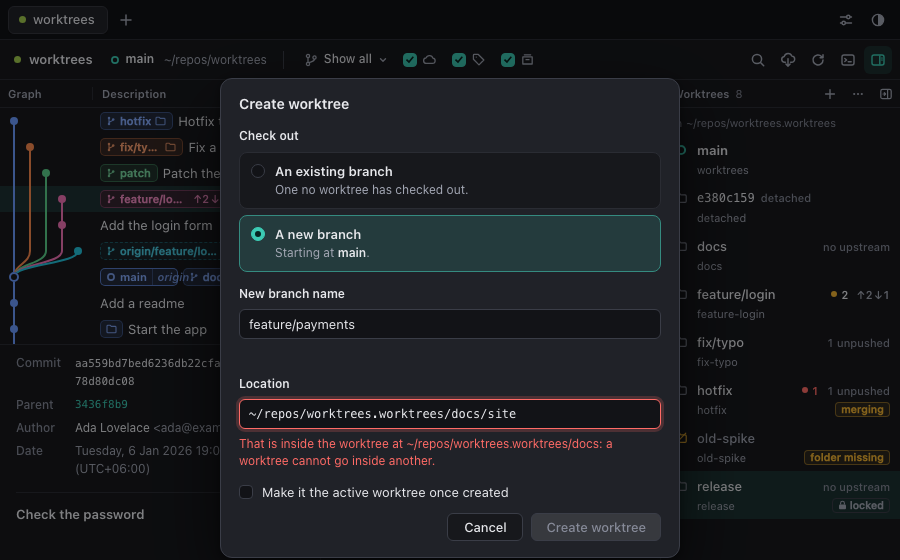 worktrees
worktrees main ~/repos/worktrees Show all
Graph Description
hotfix Hotfix
fix/ty... Fix a
patch Patch the
feature/lo... ↑2↓
Add the login form
origin/feature/lo...
main origin
Add a readme
Start the app
Commit aa559bd7bed6236db22cfa
78d80dc08
Parent 3436f8b9
Author Ada Lovelace <ada@exam
Date Tuesday, 6 Jan 2026 19:0
(UTC+06:00)
Check the password
Create worktree
Check out
An existing branch
One no worktree has checked out.
A new branch
Starting at main.
New branch name
feature/payments
Location
~/repos/worktrees.worktrees/docs/site
That is inside the worktree at ~/repos/worktrees.worktrees/docs: a
worktree cannot go inside another.
Make it the active worktree once created
Cancel Create worktree
Worktrees 8
~/repos/worktrees.worktrees
main
worktrees
e380c159 detached
detached
docs no upstream
docs
feature/login 2 ↑2↓1
feature-login
fix/typo 1 unpushed
fix-typo
hotfix 1 1 unpushed
hotfix merging
old-spike
old-spike folder missing
release no upstream
release locked